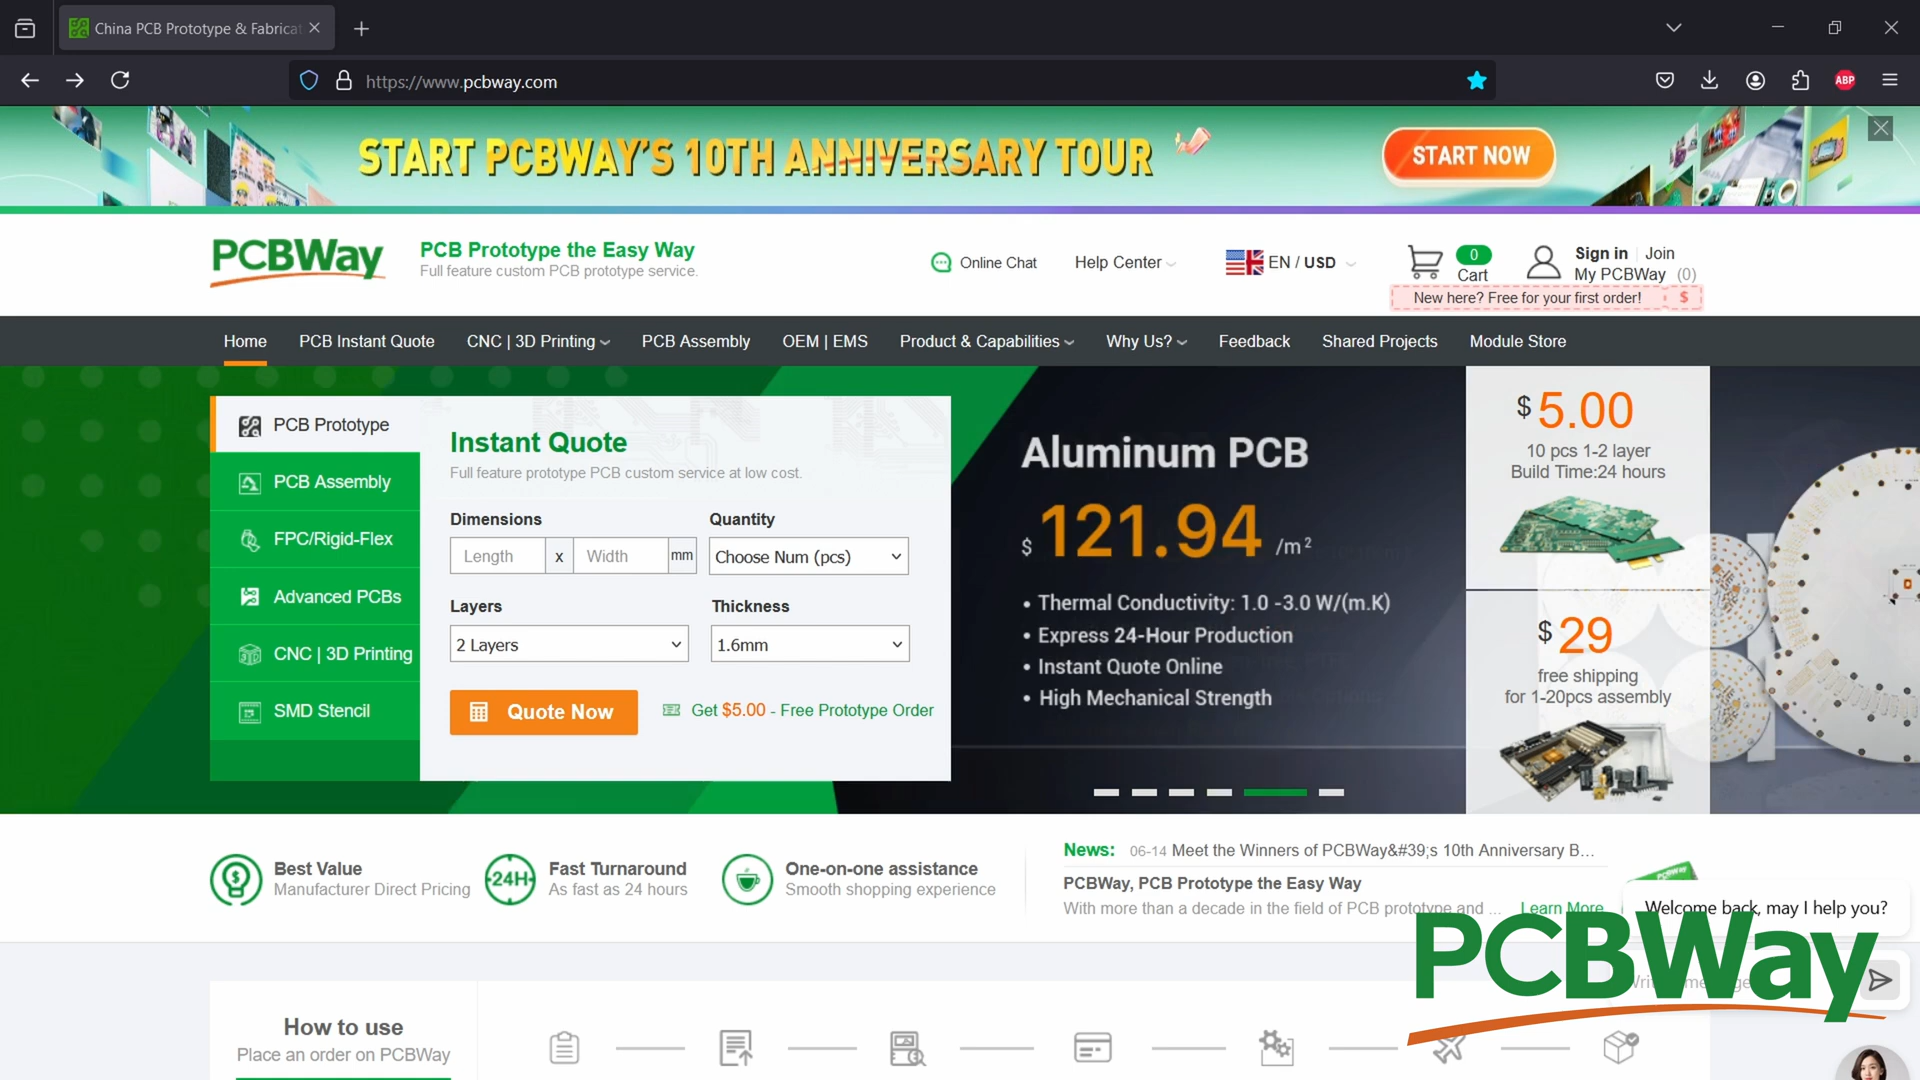 China PCB Prototype & Fabricat
https://www.pcbway.com
ABP
START PCBWAY'S 10TH ANNIVERSARY TOUR
START NOW
PCBWay
PCB Prototype the Easy Way
Full feature custom PCB prototype service.
Online Chat
Help Center
EN / USD
0
Cart
Sign in
Join
My PCBWay (0)
New here? Free for your first order! $
Home
PCB Instant Quote
CNC | 3D Printing
PCB Assembly
OEM | EMS
Product & Capabilities
Why Us?
Feedback
Shared Projects
Module Store
PCB Prototype
PCB Assembly
FPC/Rigid-Flex
Advanced PCBs
CNC | 3D Printing
SMD Stencil
Instant Quote
Full feature prototype PCB custom service at low cost.
Dimensions
Quantity
Length x Width mm
Choose Num (pcs)
Layers
Thickness
2 Layers
1.6mm
Quote Now
Get $5.00 - Free Prototype Order
Aluminum PCB
$ 121.94 /m²
• Thermal Conductivity: 1.0 -3.0 W/(m.K)
• Express 24-Hour Production
• Instant Quote Online
• High Mechanical Strength
$ 5.00
10 pcs 1-2 layer
Build Time:24 hours
$ 29
free shipping
for 1-20pcs assembly
Best Value
Manufacturer Direct Pricing
24H
Fast Turnaround
As fast as 24 hours
One-on-one assistance
Smooth shopping experience
News: 06-14 Meet the Winners of PCBWay&#39;s 10th Anniversary B...
PCBWay, PCB Prototype the Easy Way
With more than a decade in the field of PCB prototype and ... Learn More
Welcome back, may I help you?
PCBWay
How to use
Place an order on PCBWay